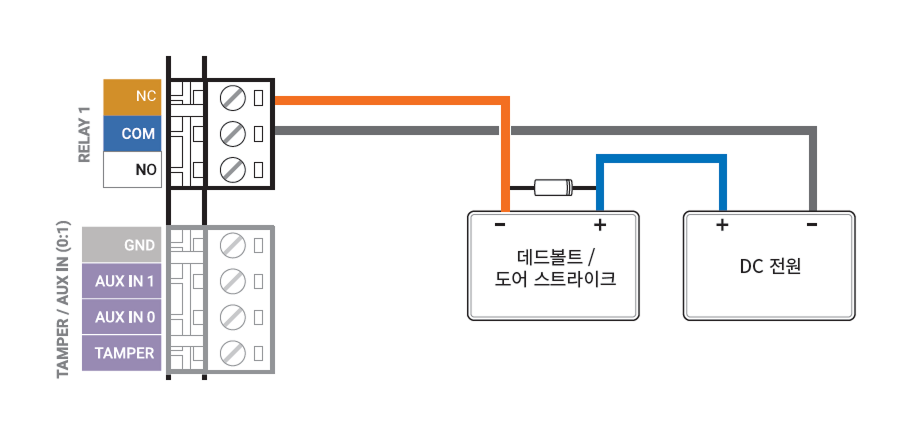 RELAY 1
NC
COM
NO
TAMPER / AUX IN (0:1)
GND
AUX IN 1
AUX IN 0
TAMPER
- +
데드볼트 /
도어 스트라이크
+ -
DC 전원